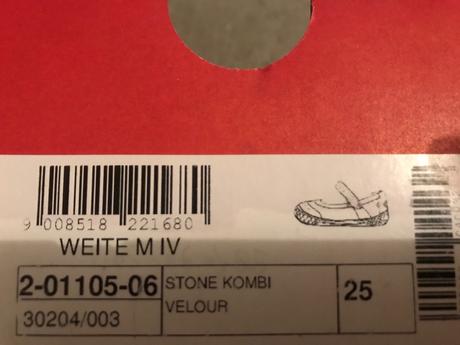 9 008518 221680
WEITE M IV
2-01105-06 STONE KOMBI 25
VELOUR
30204/003